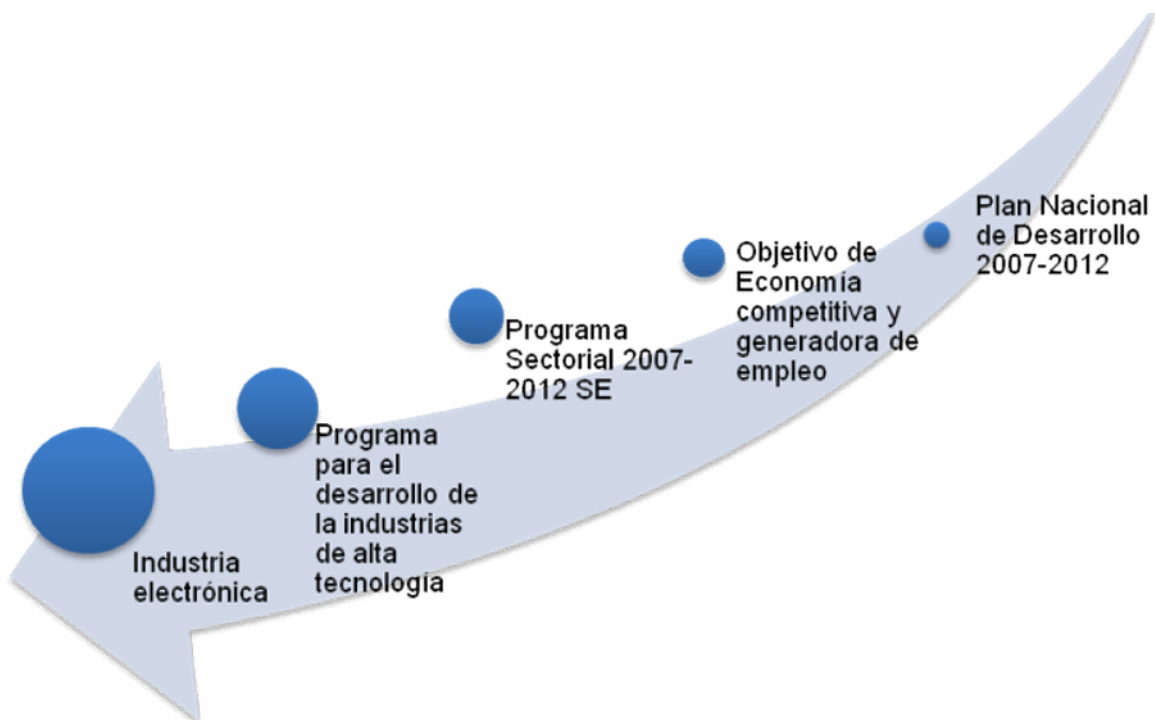 Plan Nacional
de Desarrollo
2007-2012
Objetivo de
Economía
competitiva y
generadora de
empleo
Programa
Sectorial 2007-
2012 SE
Programa
para el
desarrollo de
la industrias
de alta
tecnología
Industria
electrónica